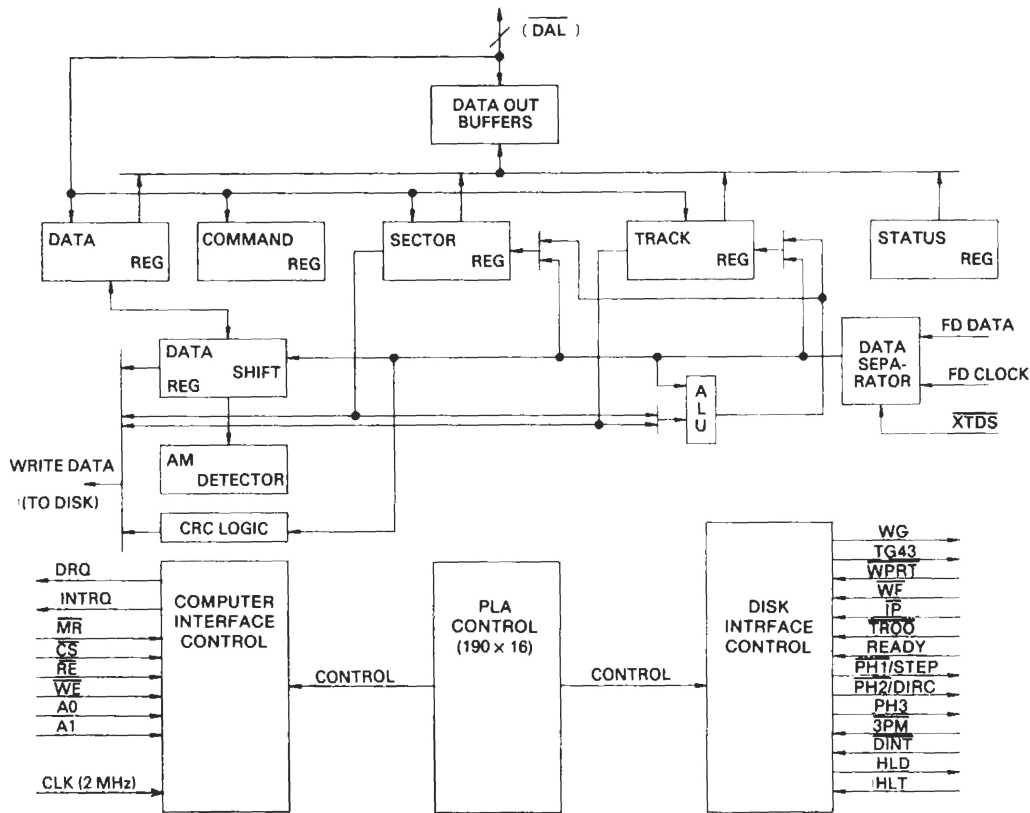 (DAL)
DATA OUT
BUFFERS
DATA
REG
COMMAND
REG
SECTOR
REG
TRACK
REG
STATUS
REG
DATA
SHIFT
REG
ALU
DATA
SEPA-
RATOR
FD DATA
FD CLOCK
XTDS
AM
DETECTOR
WRITE DATA
(TO DISK)
CRC LOGIC
DRQ
INTRQ
MR
CS
RE
WE
A0
A1
CLK (2 MHz)
COMPUTER
INTERFACE
CONTROL
CONTROL
PLA
CONTROL
(190 × 16)
CONTROL
DISK
INTRFACE
CONTROL
WG
TG43
WPRT
WF
IP
TROO
READY
PH1/STEP
PH2/DIRC
PH3
3PM
DINT
HLD
HLT